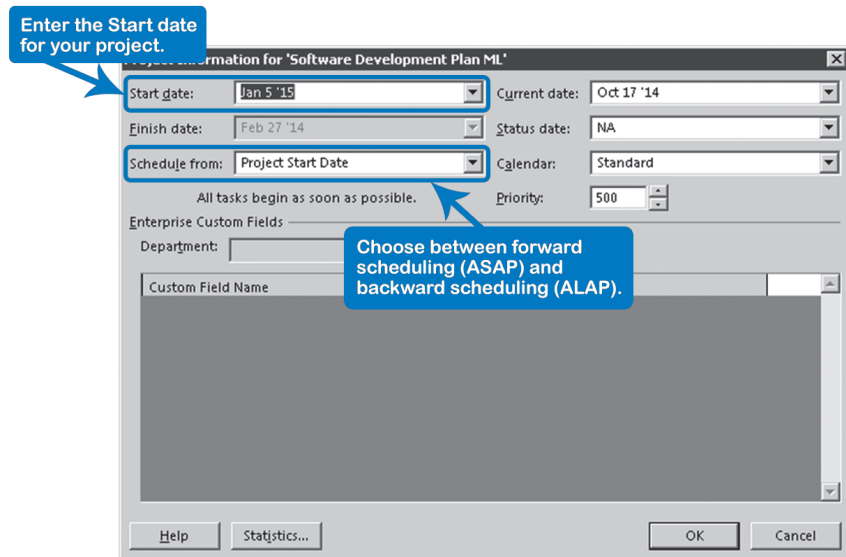 Enter the Start date
for your project.
Information for 'Software Development Plan ML'
Start date: Jan 5 '15 Current date: Oct 17 '14
Finish date: Feb 27 '14 Status date: NA
Schedule from: Project Start Date Calendar: Standard
All tasks begin as soon as possible. Priority: 500
Enterprise Custom Fields
Department:
Choose between forward
scheduling (ASAP) and
backward scheduling (ALAP).
Custom Field Name
Help Statistics... OK Cancel